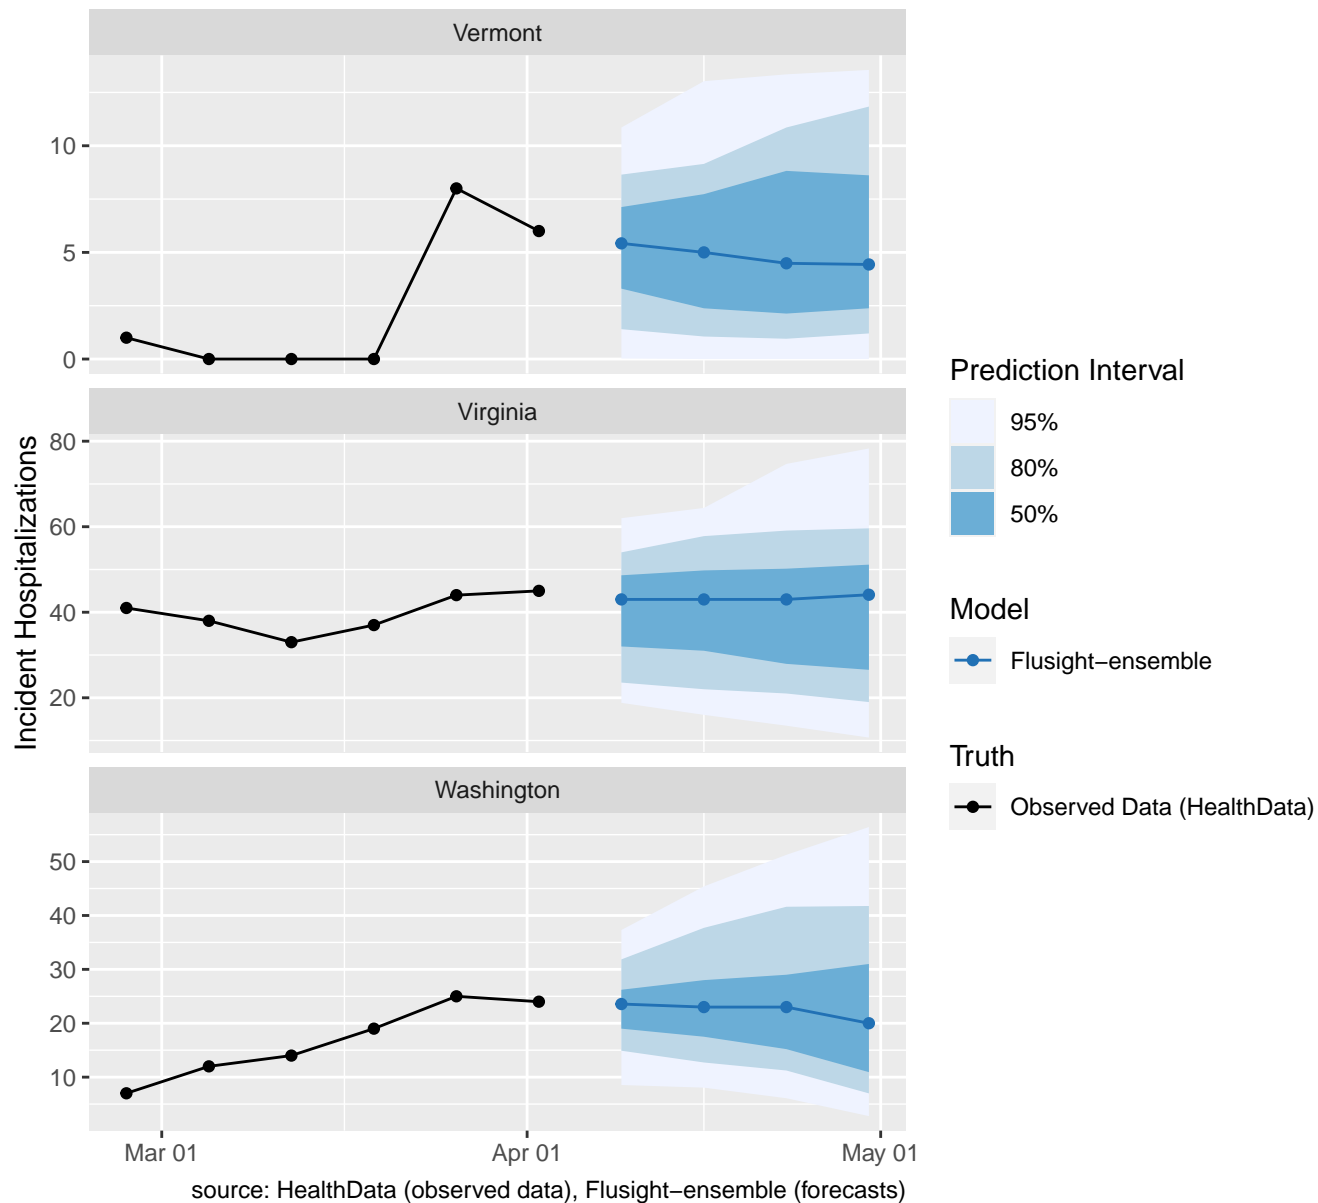 Vermont
10
5
0
Virginia
80
60
40
20
Washington
50
40
30
20
10
Mar 01
Apr 01
May 01
Incident Hospitalizations
source: HealthData (observed data), Flusight−ensemble (forecasts)
Prediction Interval
95%
80%
50%
Model
Flusight−ensemble
Truth
Observed Data (HealthData)